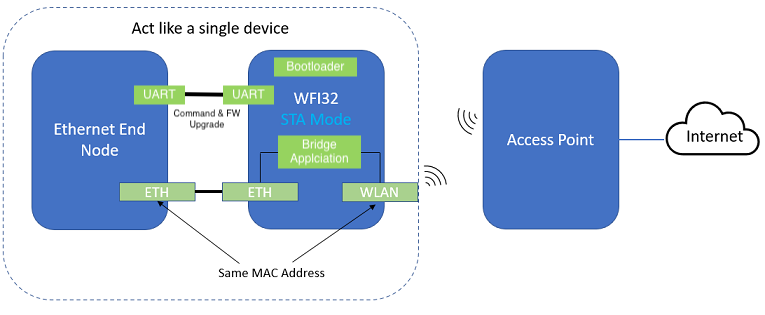 Act like a single device
Bootloader
UART
UART
WFI32
STA Mode
Command & FW
Upgrade
Ethernet End
Node
Bridge
Applciation
ETH
ETH
WLAN
Same MAC Address
Access Point
Internet